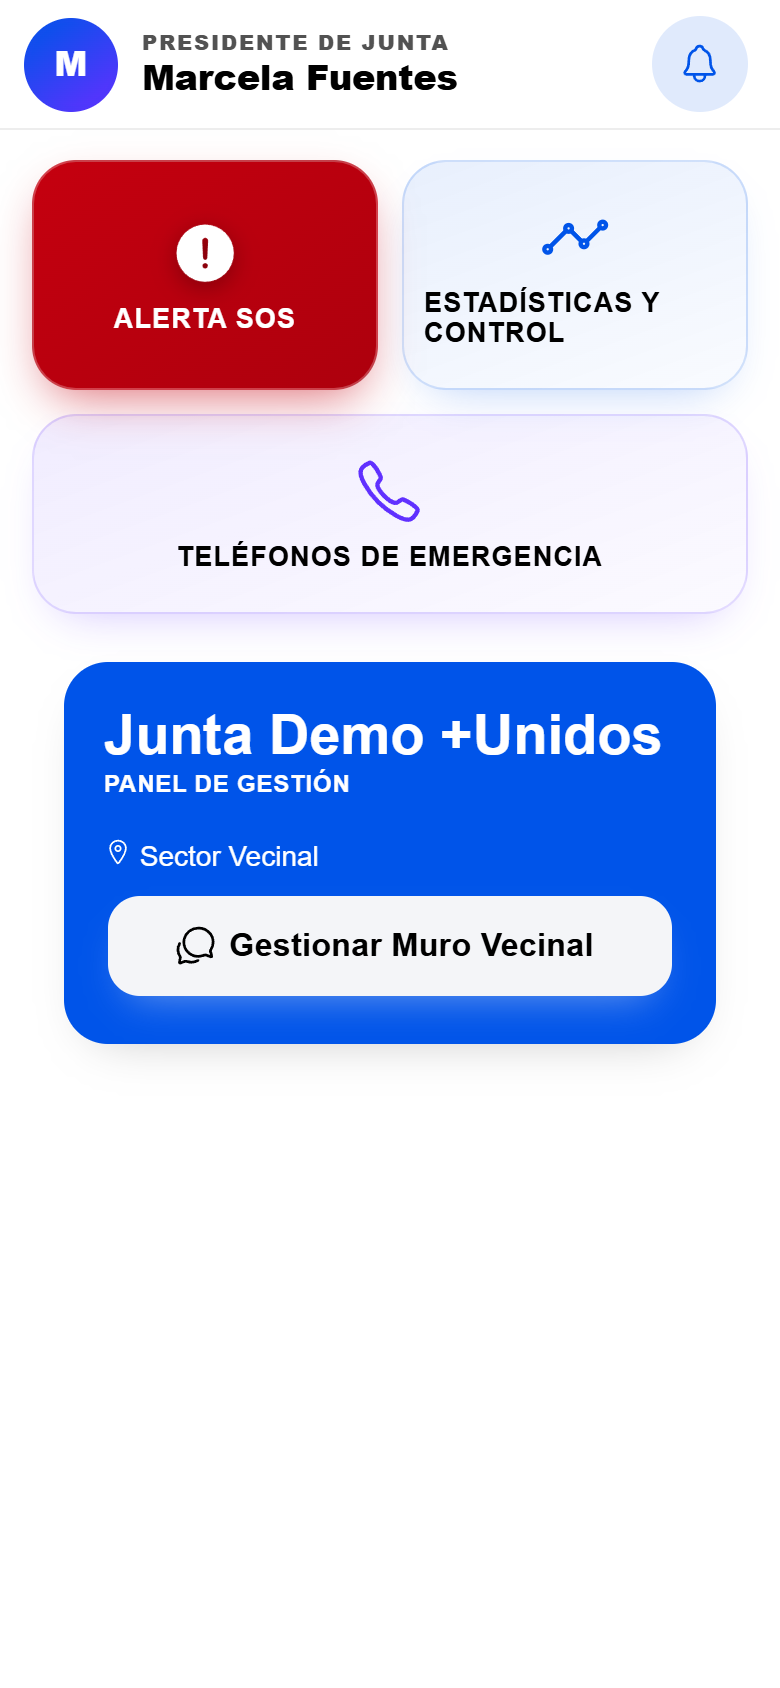 M
PRESIDENTE DE JUNTA
Marcela Fuentes
ALERTA SOS
ESTADÍSTICAS Y
CONTROL
TELÉFONOS DE EMERGENCIA
Junta Demo +Unidos
PANEL DE GESTIÓN
Sector Vecinal
Gestionar Muro Vecinal